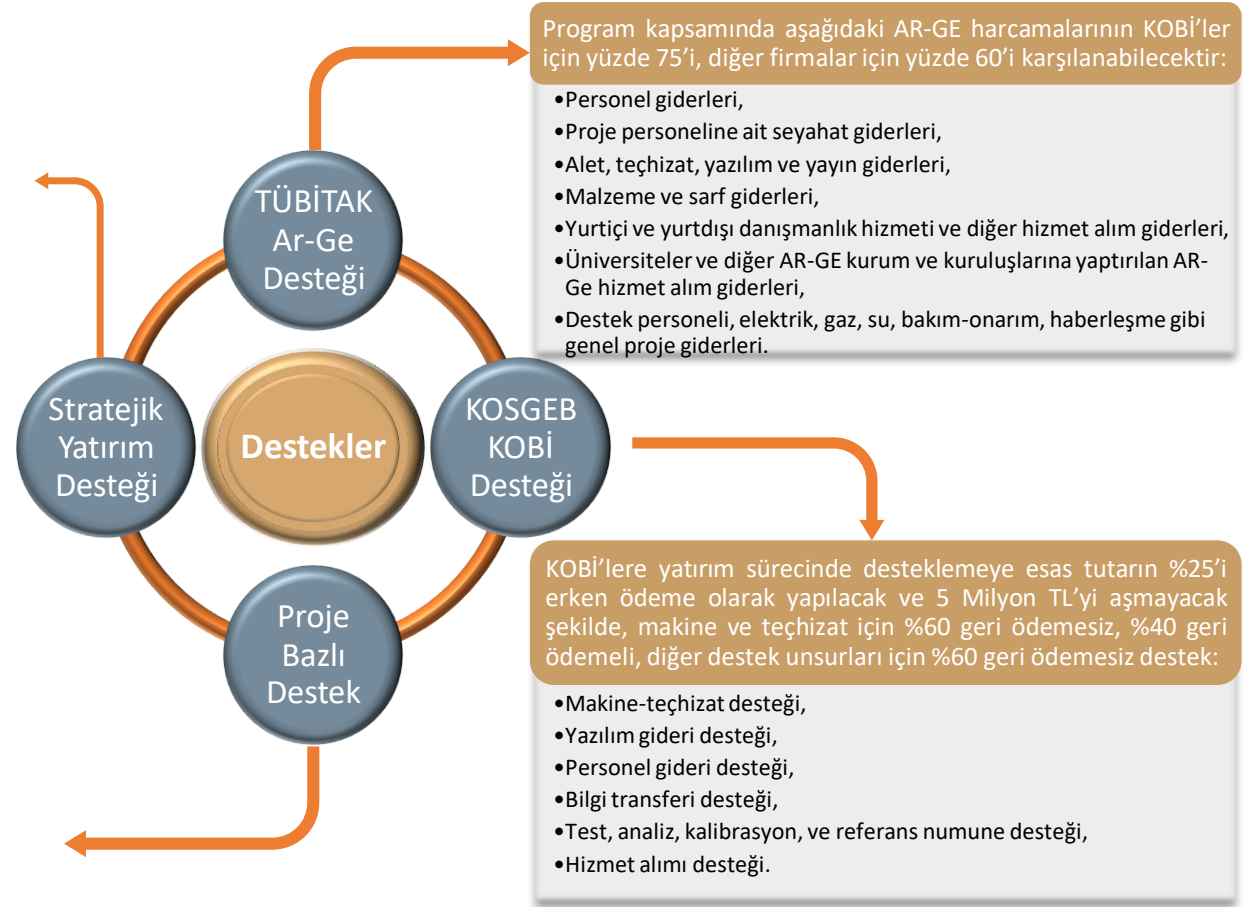 Program kapsamında aşağıdaki AR-GE harcamalarının KOBİ'ler
için yüzde 75'i, diğer firmalar için yüzde 60'i karşılanabilecektir:
•Personel giderleri,
•Proje personeline ait seyahat giderleri,
•Alet, teçhizat, yazılım ve yayın giderleri,
•Malzeme ve sarf giderleri,
•Yurtiçi ve yurtdışı danışmanlık hizmeti ve diğer hizmet alım giderleri,
•Üniversiteler ve diğer AR-GE kurum ve kuruluşlarına yaptırılan AR-
Ge hizmet alım giderleri,
•Destek personeli, elektrik, gaz, su, bakım-onarım, haberleşme gibi
genel proje giderleri.
TÜBİTAK
Ar-Ge
Desteği
Stratejik
Yatırım
Desteği
Destekler
KOSGEB
KOBİ
Desteği
Proje
Bazlı
Destek
KOBİ'lere yatırım sürecinde desteklemeye esas tutarın %25'i
erken ödeme olarak yapılacak ve 5 Milyon TL'yi aşmayacak
şekilde, makine ve teçhizat için %60 geri ödemesiz, %40 geri
ödemeli, diğer destek unsurları için %60 geri ödemesiz destek:
•Makine-teçhizat desteği,
•Yazılım gideri desteği,
•Personel gideri desteği,
•Bilgi transferi desteği,
•Test, analiz, kalibrasyon, ve referans numune desteği,
•Hizmet alımı desteği.